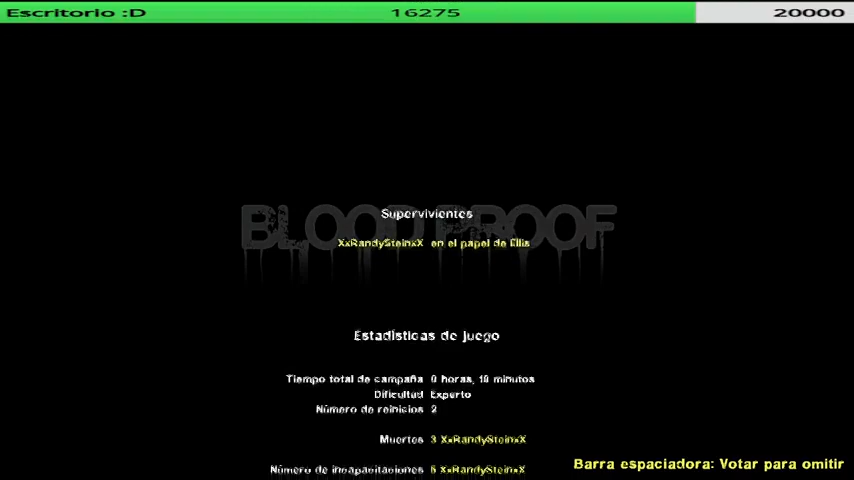 Escritorio :D 16275 20000
Supervivientes
BLOOD PROOF
XxRandySteinxX en el papel de Ellis
Estadísticas de juego
Tiempo total de campaña 0 horas, 10 minutos
Dificultad Experto
Número de reinicios 2
Muertes 3 XxRandySteinxX
Número de incapacitaciones 5 XxRandySteinxX
Barra espaciadora: Votar para omitir